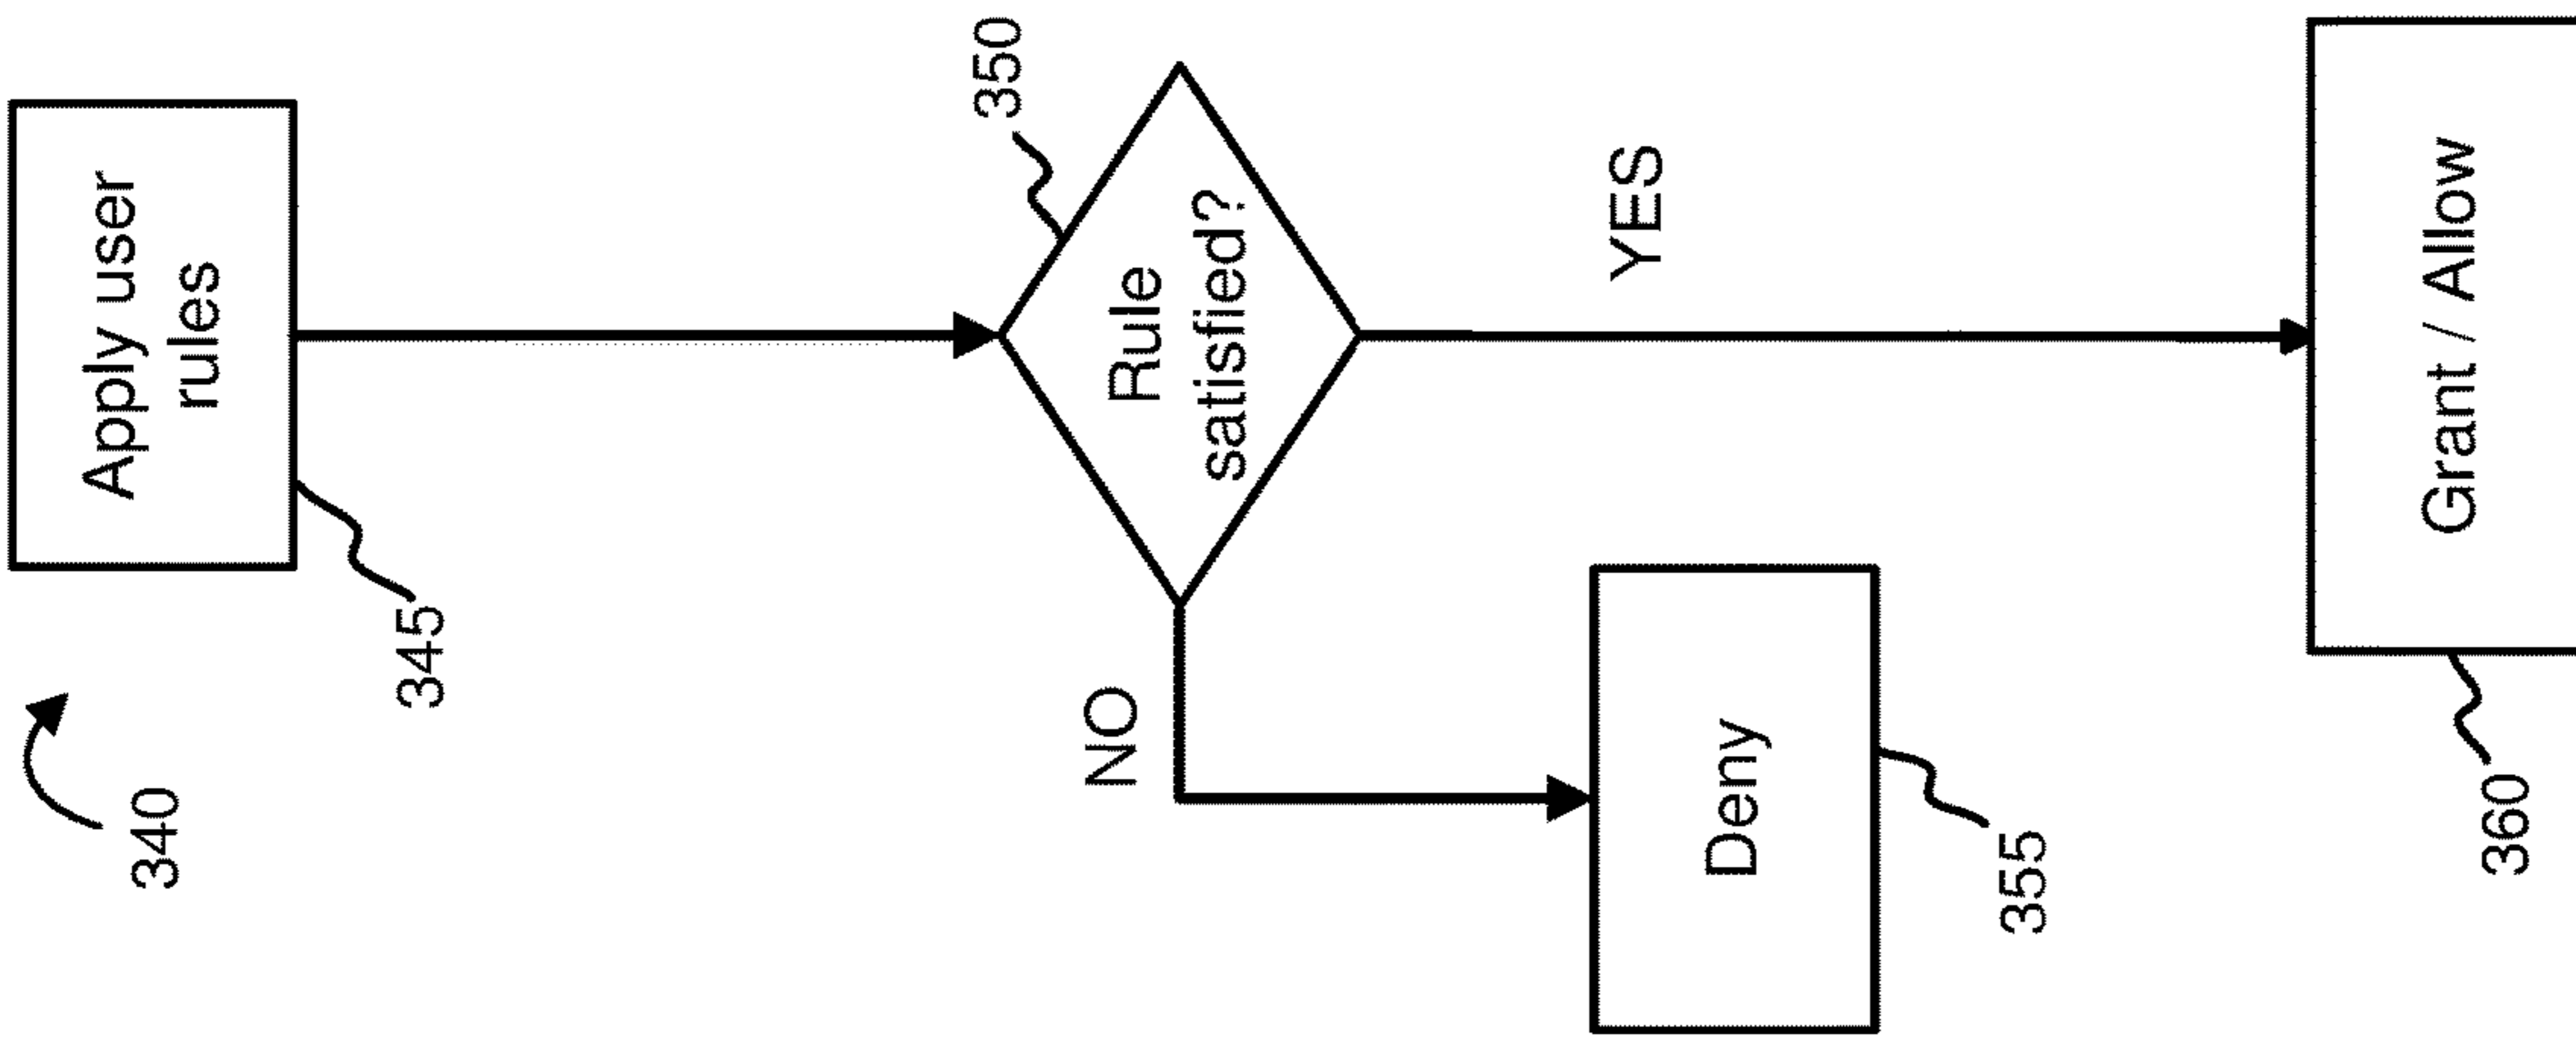 340
Apply user
rules
345
350
Rule
satisfied?
NO
YES
Deny
355
Grant / Allow
360